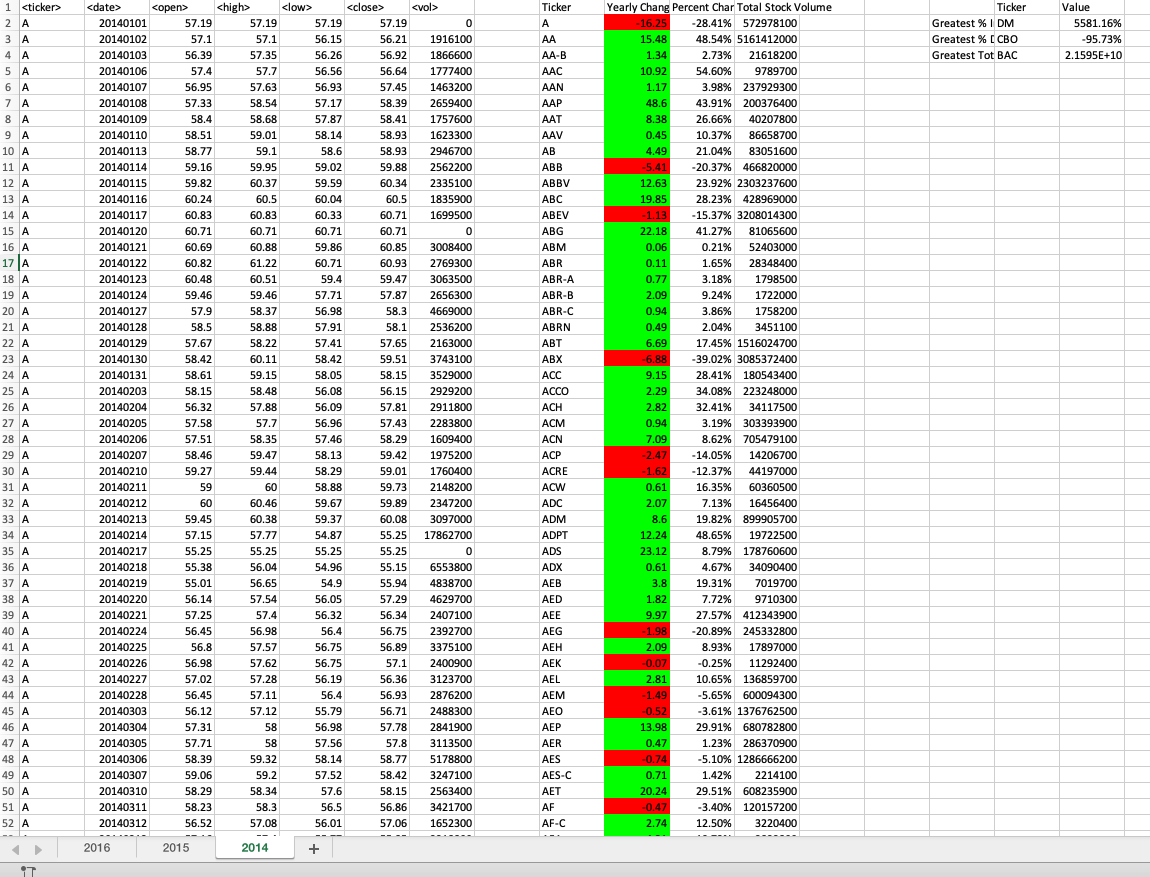 1 <ticker> <date> <open> <high> <low> <close> <vol> Ticker Yearly Chang Percent Char Total Stock Volume Ticker Value
2 A 20140101 57.19 57.19 57.19 57.19 0 A -16.25 -28.41% 572978100 Greatest % I DM 5581.16%
3 A 20140102 57.1 57.1 56.15 56.21 1916100 AA 15.48 48.54% 5161412000 Greatest % D CBO -95.73%
4 A 20140103 56.39 57.35 56.26 56.92 1866600 AA-B 1.34 2.73% 21618200 Greatest Tot BAC 2.1595E+10
5 A 20140106 57.4 57.7 56.56 56.64 1777400 AAC 10.92 54.60% 9789700
6 A 20140107 56.95 57.63 56.93 57.45 1463200 AAN 1.17 3.98% 237929300
7 A 20140108 57.33 58.54 57.17 58.39 2659400 AAP 48.6 43.91% 200376400
8 A 20140109 58.4 58.68 57.87 58.41 1757600 AAT 8.38 26.66% 40207800
9 A 20140110 58.51 59.01 58.14 58.93 1623300 AAV 0.45 10.37% 86658700
10 A 20140113 58.77 59.1 58.6 58.93 2946700 AB 4.49 21.04% 83051600
11 A 20140114 59.16 59.95 59.02 59.88 2562200 ABB -5.41 -20.37% 466820000
12 A 20140115 59.82 60.37 59.59 60.34 2335100 ABBV 12.63 23.92% 2303237600
13 A 20140116 60.24 60.5 60.04 60.5 1835900 ABC 19.85 28.23% 428969000
14 A 20140117 60.83 60.83 60.33 60.71 1699500 ABEV -1.13 -15.37% 3208014300
15 A 20140120 60.71 60.71 60.71 60.71 0 ABG 22.18 41.27% 81065600
16 A 20140121 60.69 60.88 59.86 60.85 3008400 ABM 0.06 0.21% 52403000
17 A 20140122 60.82 61.22 60.71 60.93 2769300 ABR 0.11 1.65% 28348400
18 A 20140123 60.48 60.51 59.4 59.47 3063500 ABR-A 0.77 3.18% 1798500
19 A 20140124 59.46 59.46 57.71 57.87 2656300 ABR-B 2.09 9.24% 1722000
20 A 20140127 57.9 58.37 56.98 58.3 4669000 ABR-C 0.94 3.86% 1758200
21 A 20140128 58.5 58.88 57.91 58.1 2536200 ABRN 0.49 2.04% 3451100
22 A 20140129 57.67 58.22 57.41 57.65 2163000 ABT 6.69 17.45% 1516024700
23 A 20140130 58.42 60.11 58.42 59.51 3743100 ABX -6.88 -39.02% 3085372400
24 A 20140131 58.61 59.15 58.05 58.15 3529000 ACC 9.15 28.41% 180543400
25 A 20140203 58.15 58.48 56.08 56.15 2929200 ACCO 2.29 34.08% 223248000
26 A 20140204 56.32 57.88 56.09 57.81 2911800 ACH 2.82 32.41% 34117500
27 A 20140205 57.58 57.7 56.96 57.43 2283800 ACM 0.94 3.19% 303393900
28 A 20140206 57.51 58.35 57.46 58.29 1609400 ACN 7.09 8.62% 705479100
29 A 20140207 58.46 59.47 58.13 59.42 1975200 ACP -2.47 -14.05% 14206700
30 A 20140210 59.27 59.44 58.29 59.01 1760400 ACRE -1.62 -12.37% 44197000
31 A 20140211 59 60 58.88 59.73 2148200 ACW 0.61 16.35% 60360500
32 A 20140212 60 60.46 59.67 59.89 2347200 ADC 2.07 7.13% 16456400
33 A 20140213 59.45 60.38 59.37 60.08 3097000 ADM 8.6 19.82% 899905700
34 A 20140214 57.15 57.77 54.87 55.25 17862700 ADPT 12.24 48.65% 19722500
35 A 20140217 55.25 55.25 55.25 55.25 0 ADS 23.12 8.79% 178760600
36 A 20140218 55.38 56.04 54.96 55.15 6553800 ADX 0.61 4.67% 34090400
37 A 20140219 55.01 56.65 54.9 55.94 4838700 AEB 3.8 19.31% 7019700
38 A 20140220 56.14 57.54 56.05 57.29 4629700 AED 1.82 7.72% 9710300
39 A 20140221 57.25 57.4 56.32 56.34 2407100 AEE 9.97 27.57% 412343900
40 A 20140224 56.45 56.98 56.4 56.75 2392700 AEG -1.98 -20.89% 245332800
41 A 20140225 56.8 57.57 56.75 56.89 3375100 AEH 2.09 8.93% 17897000
42 A 20140226 56.98 57.62 56.75 57.1 2400900 AEK -0.07 -0.25% 11292400
43 A 20140227 57.02 57.28 56.19 56.36 3123700 AEL 2.81 10.65% 136859700
44 A 20140228 56.45 57.11 56.4 56.93 2876200 AEM -1.49 -5.65% 600094300
45 A 20140303 56.12 57.12 55.79 56.71 2488300 AEO -0.52 -3.61% 1376762500
46 A 20140304 57.31 58 56.98 57.78 2841900 AEP 13.98 29.91% 680782800
47 A 20140305 57.71 58 57.56 57.8 3113500 AER 0.47 1.23% 286370900
48 A 20140306 58.39 59.32 58.14 58.77 5178800 AES -0.74 -5.10% 1286666200
49 A 20140307 59.06 59.2 57.52 58.42 3247100 AES-C 0.71 1.42% 2214100
50 A 20140310 58.29 58.34 57.6 58.15 2563400 AET 20.24 29.51% 608235900
51 A 20140311 58.23 58.3 56.5 56.86 3421700 AF -0.47 -3.40% 120157200
52 A 20140312 56.52 57.08 56.01 57.06 1652300 AF-C 2.74 12.50% 3220400
2016 2015 2014 +